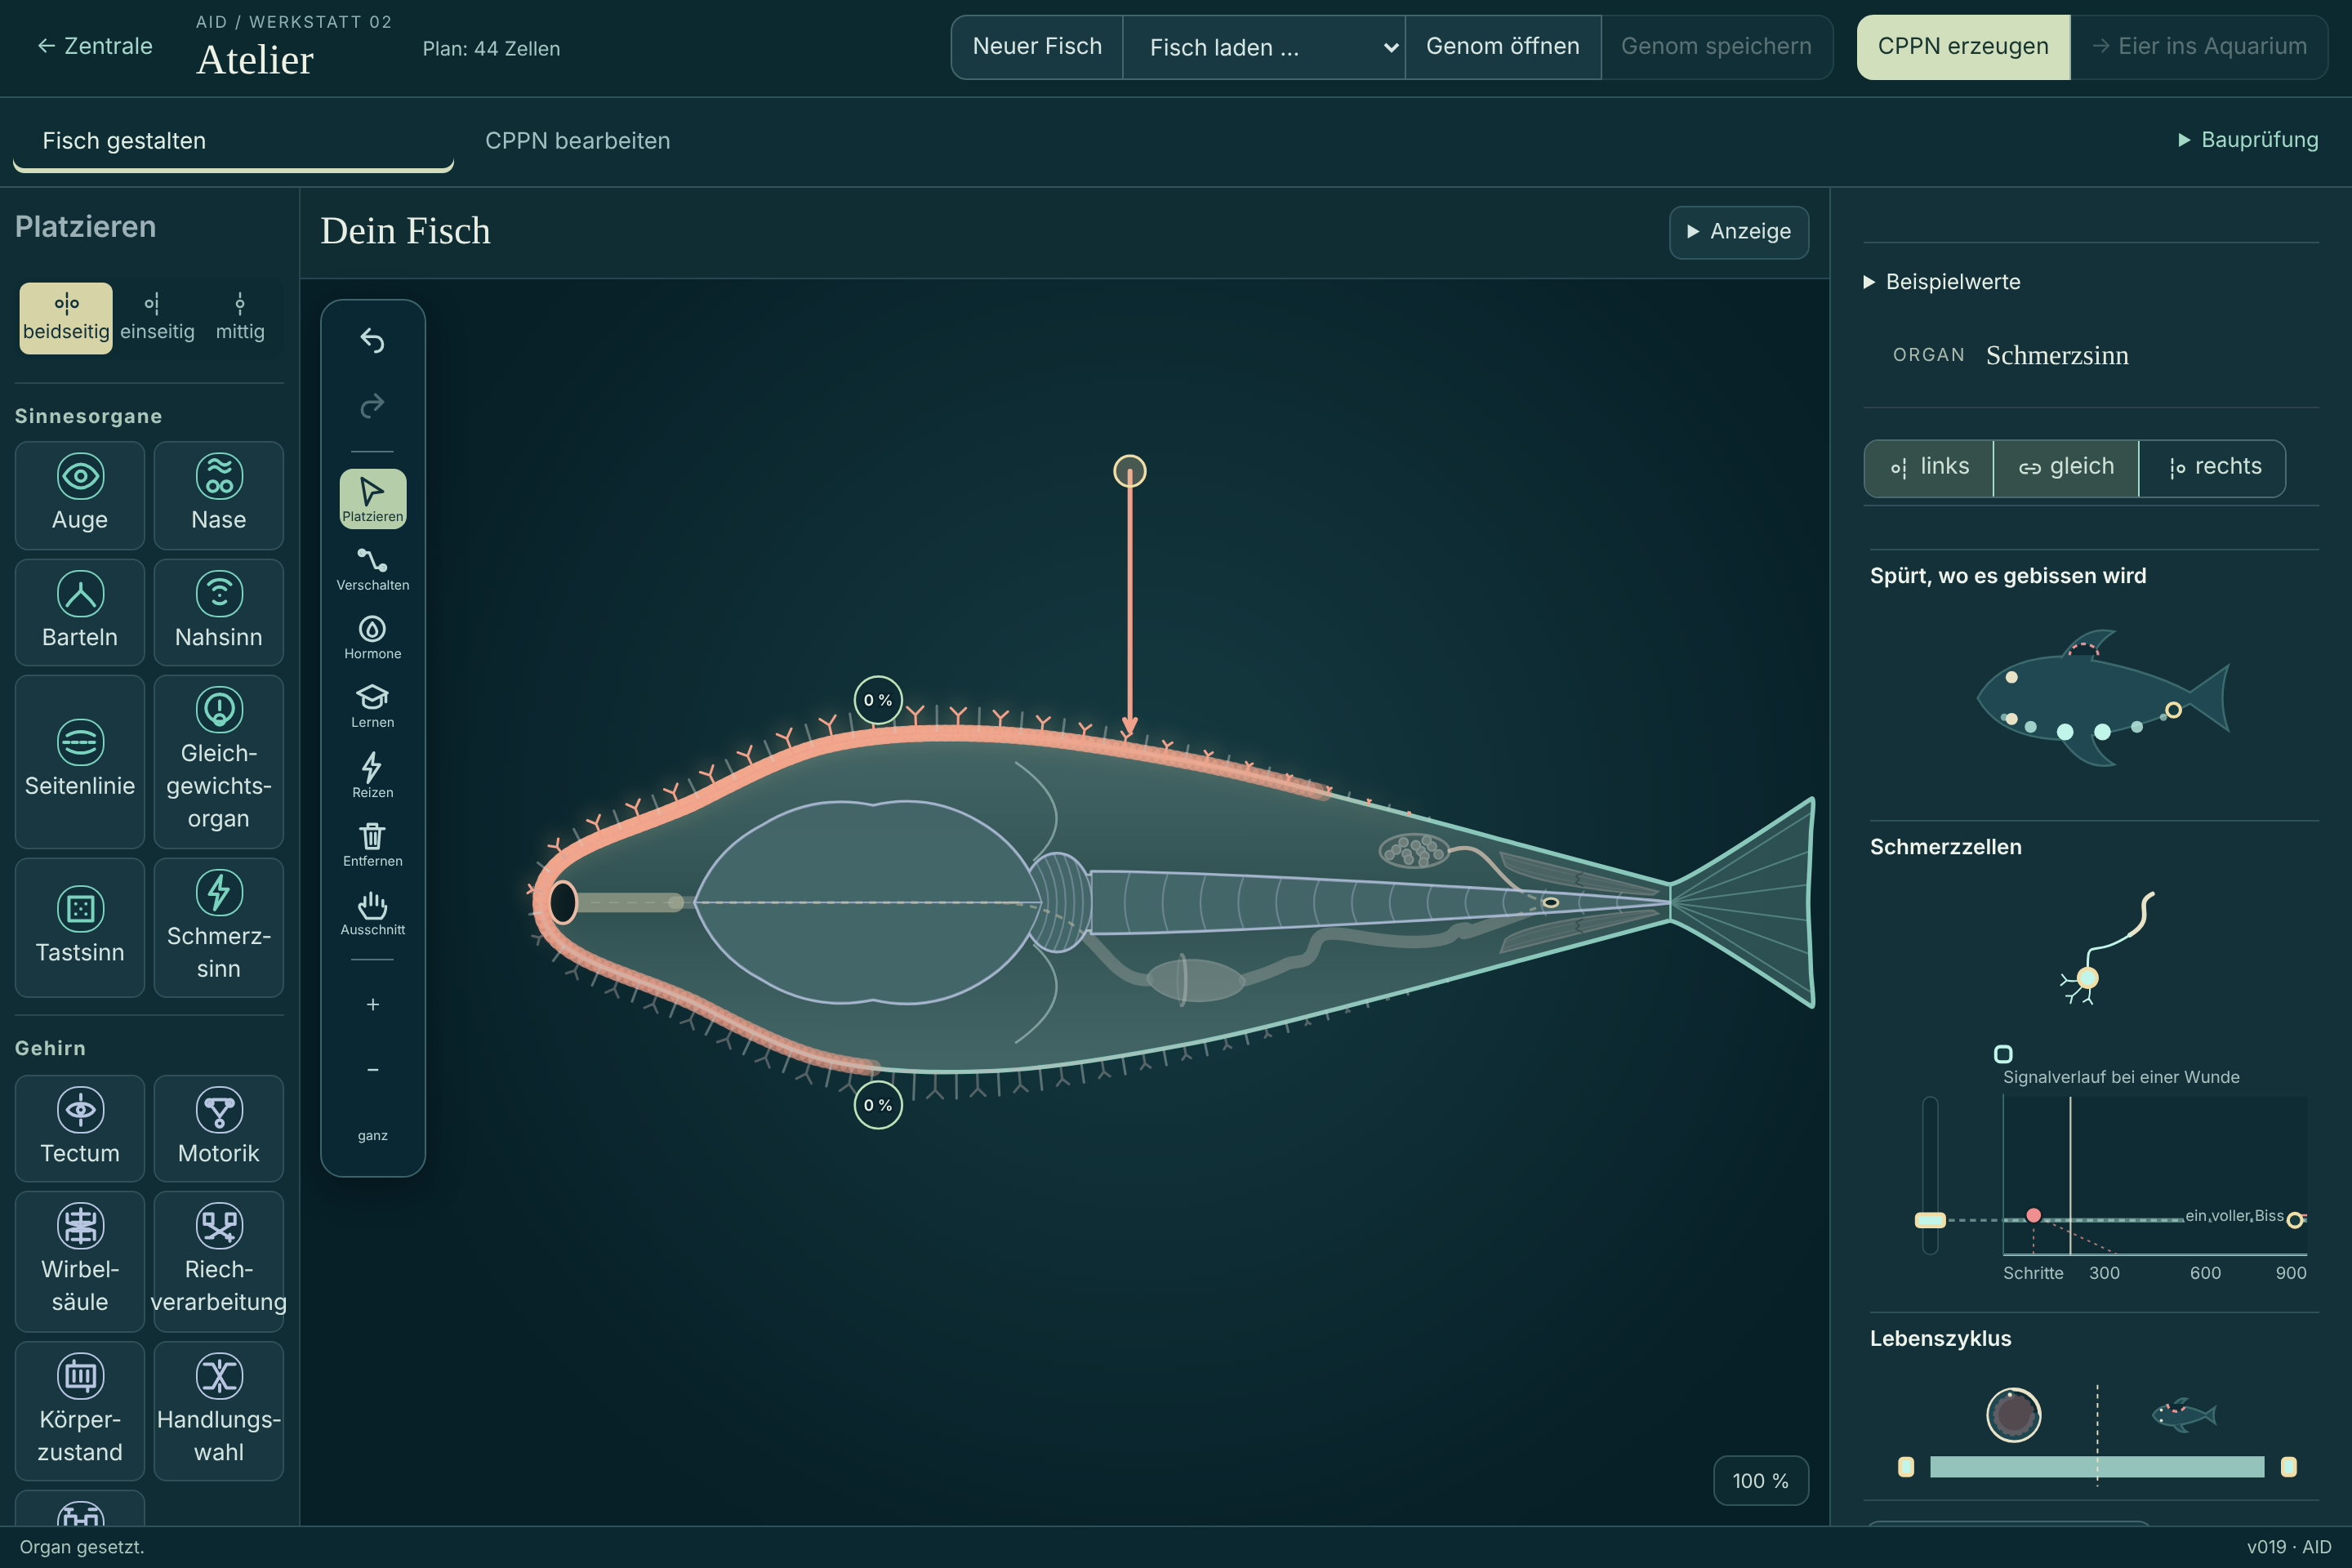 ← Zentrale
AID / WERKSTATT 02
Atelier
Plan: 44 Zellen
Neuer Fisch
Fisch laden ...
Genom öffnen
Genom speichern
CPPN erzeugen
→ Eier ins Aquarium
Fisch gestalten
CPPN bearbeiten
Bauprüfung
Platzieren
beidseitig
einseitig
mittig
Sinnesorgane
Auge
Nase
Barteln
Nahsinn
Seitenlinie
Gleich-
gewichts-
organ
Tastsinn
Schmerz-
sinn
Gehirn
Tectum
Motorik
Wirbel-
säule
Riech-
verarbeitung
Körper-
zustand
Handlungs-
wahl
Dein Fisch
Anzeige
Platzieren
Verschalten
Hormone
Lernen
Reizen
Entfernen
Ausschnitt
+
−
ganz
0 %
0 %
100 %
Beispielwerte
ORGAN Schmerzsinn
links
gleich
rechts
Spürt, wo es gebissen wird
Schmerzzellen
Signalverlauf bei einer Wunde
ein voller Biss
Schritte 300 600 900
Lebenszyklus
Organ gesetzt.
v019 · AID